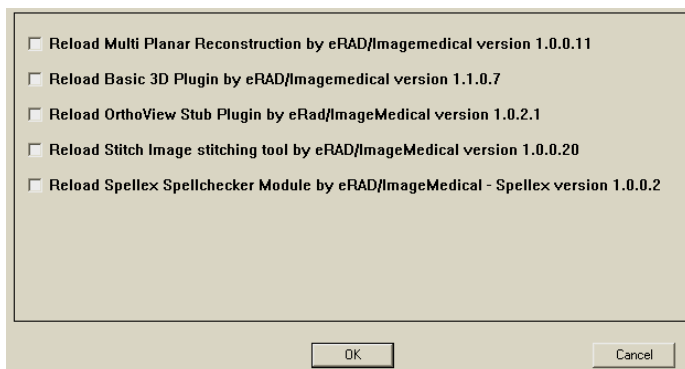 Reload Multi Planar Reconstruction by eRAD/Imagemedical version 1.0.0.11
Reload Basic 3D Plugin by eRAD/Imagemedical version 1.1.0.7
Reload OrthoView Stub Plugin by eRad/ImageMedical version 1.0.2.1
Reload Stitch Image stitching tool by eRAD/ImageMedical version 1.0.0.20
Reload Spellex Spellchecker Module by eRAD/ImageMedical - Spellex version 1.0.0.2
OK Cancel